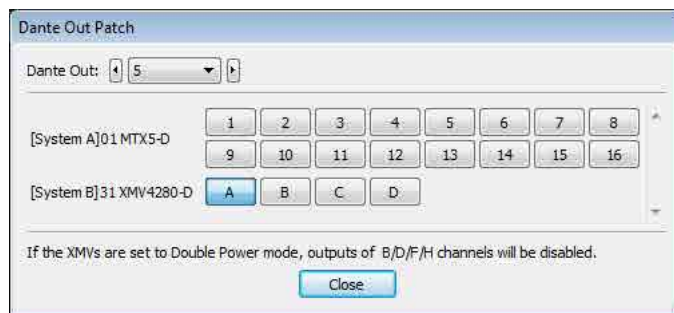 Dante Out Patch
Dante Out: 5
[System A]01 MTX5-D
1 2 3 4 5 6 7 8
9 10 11 12 13 14 15 16
[System B]31 XMV4280-D A B C D
If the XMVs are set to Double Power mode, outputs of B/D/F/H channels will be disabled.
Close